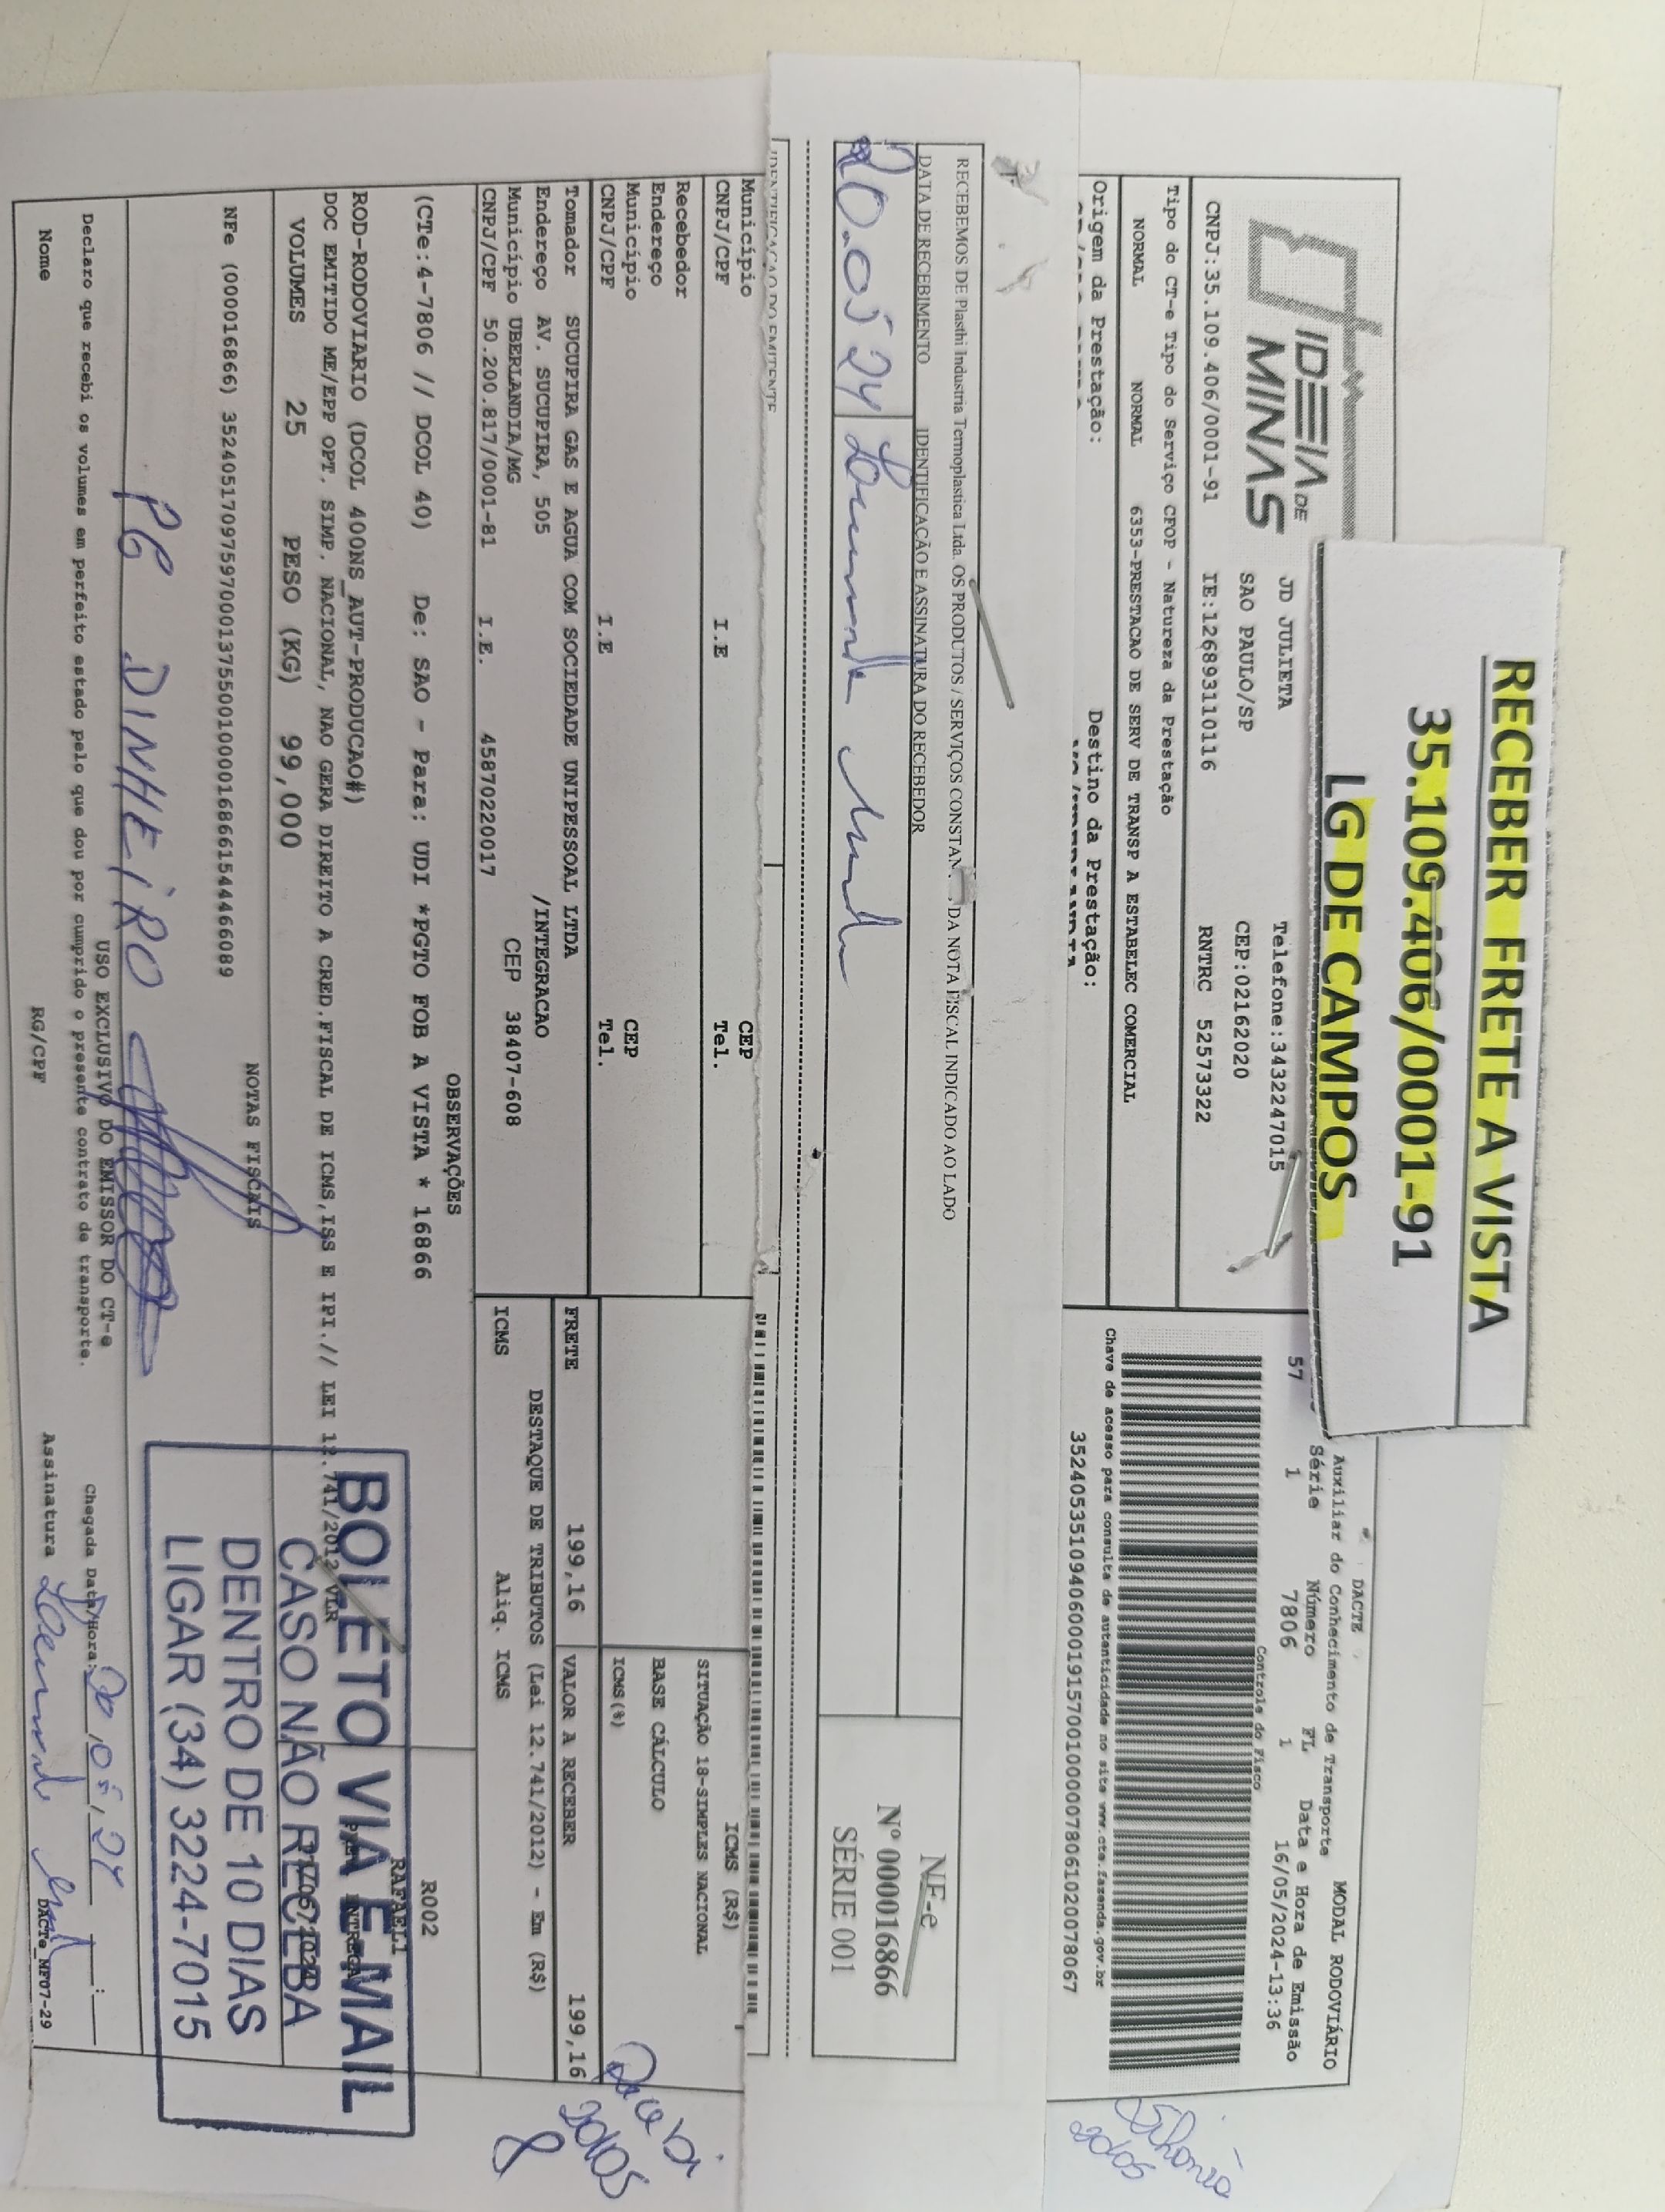 RECEBER FRETE A VISTA
35.109.406/0001-91
LG DE CAMPOS
IDEIA DE
MINAS
JD JULIETA
Telefone:3432247015
SAO PAULO/SP
CEP:02162020
CNPJ:35.109.406/0001-91
IE:126893110116
RNTRC 52573322
Tipo do CT-e Tipo do Serviço CFOP - Natureza da Prestação
NORMAL NORMAL 6353-PRESTACAO DE SERV DE TRANSP A ESTABELEC COMERCIAL
Origem da Prestação:
Destino da Prestação:
DACTE
MODAL RODOVIÁRIO
Auxiliar do Conhecimento de Transporte
Série Número FL Data e Hora de Emissão
57 1 7806 1 16/05/2024-13:36
Controle do Fisco
Chave de acesso para consulta de autenticidade no site www.cte.fazenda.gov.br
35240535109406000191570010000078061020078067
RECEBEMOS DE Plasthi Industria Termoplastica Ltda. OS PRODUTOS / SERVIÇOS CONSTAN DA NOTA FISCAL INDICADO AO LADO
DATA DE RECEBIMENTO
IDENTIFICAÇÃO E ASSINATURA DO RECEBEDOR
20.05 24
NF-e
Nº 000016866
SÉRIE 001
IDENTIFICAÇÃO DO EMITENTE
Município
CEP
CNPJ/CPF
I.E
Tel.
Recebedor
Endereço
Município
CEP
CNPJ/CPF
I.E
Tel.
Tomador SUCUPIRA GAS E AGUA COM SOCIEDADE UNIPESSOAL LTDA
Endereço AV. SUCUPIRA, 505 /INTEGRACAO
Município UBERLANDIA/MG CEP 38407-608
CNPJ/CPF 50.200.817/0001-81 I.E. 45870220017
ICMS (R$)
SITUAÇÃO 18-SIMPLES NACIONAL
BASE CÁLCULO
ICMS(%)
FRETE 199,16
VALOR A RECEBER 199,16
DESTAQUE DE TRIBUTOS (Lei 12.741/2012) - Em (R$)
ICMS Aliq. ICMS
Recebi
OBSERVAÇÕES
(CTe:4-7806 // DCOL 40) De: SAO - Para: UDI *PGTO FOB A VISTA * 16866
R002
RAFAELI
ROD-RODOVIARIO (DCOL 400NS_AUT-PRODUCAO#)
DOC EMITIDO ME/EPP OPT. SIMP. NACIONAL, NAO GERA DIREITO A CRED.FISCAL DE ICMS,ISS E IPI.// LEI 12.741/2012 VLR
VOLUMES 25 PESO (KG) 99,000
NOTAS FISCAIS
NFe (000016866) 35240517097597000137550010000168661544466089
BOLETO VIA E-MAIL
CASO NÃO RECEBA
DENTRO DE 10 DIAS
LIGAR (34) 3224-7015
PG DINHEIRO
USO EXCLUSIVO DO EMISSOR DO CT-e
Declaro que recebi os volumes em perfeito estado pelo que dou por cumprido o presente contrato de transporte.
Chegada Data/Hora: 20/05/24 :
Nome
RG/CPF
Assinatura
DACTe_MF07-29